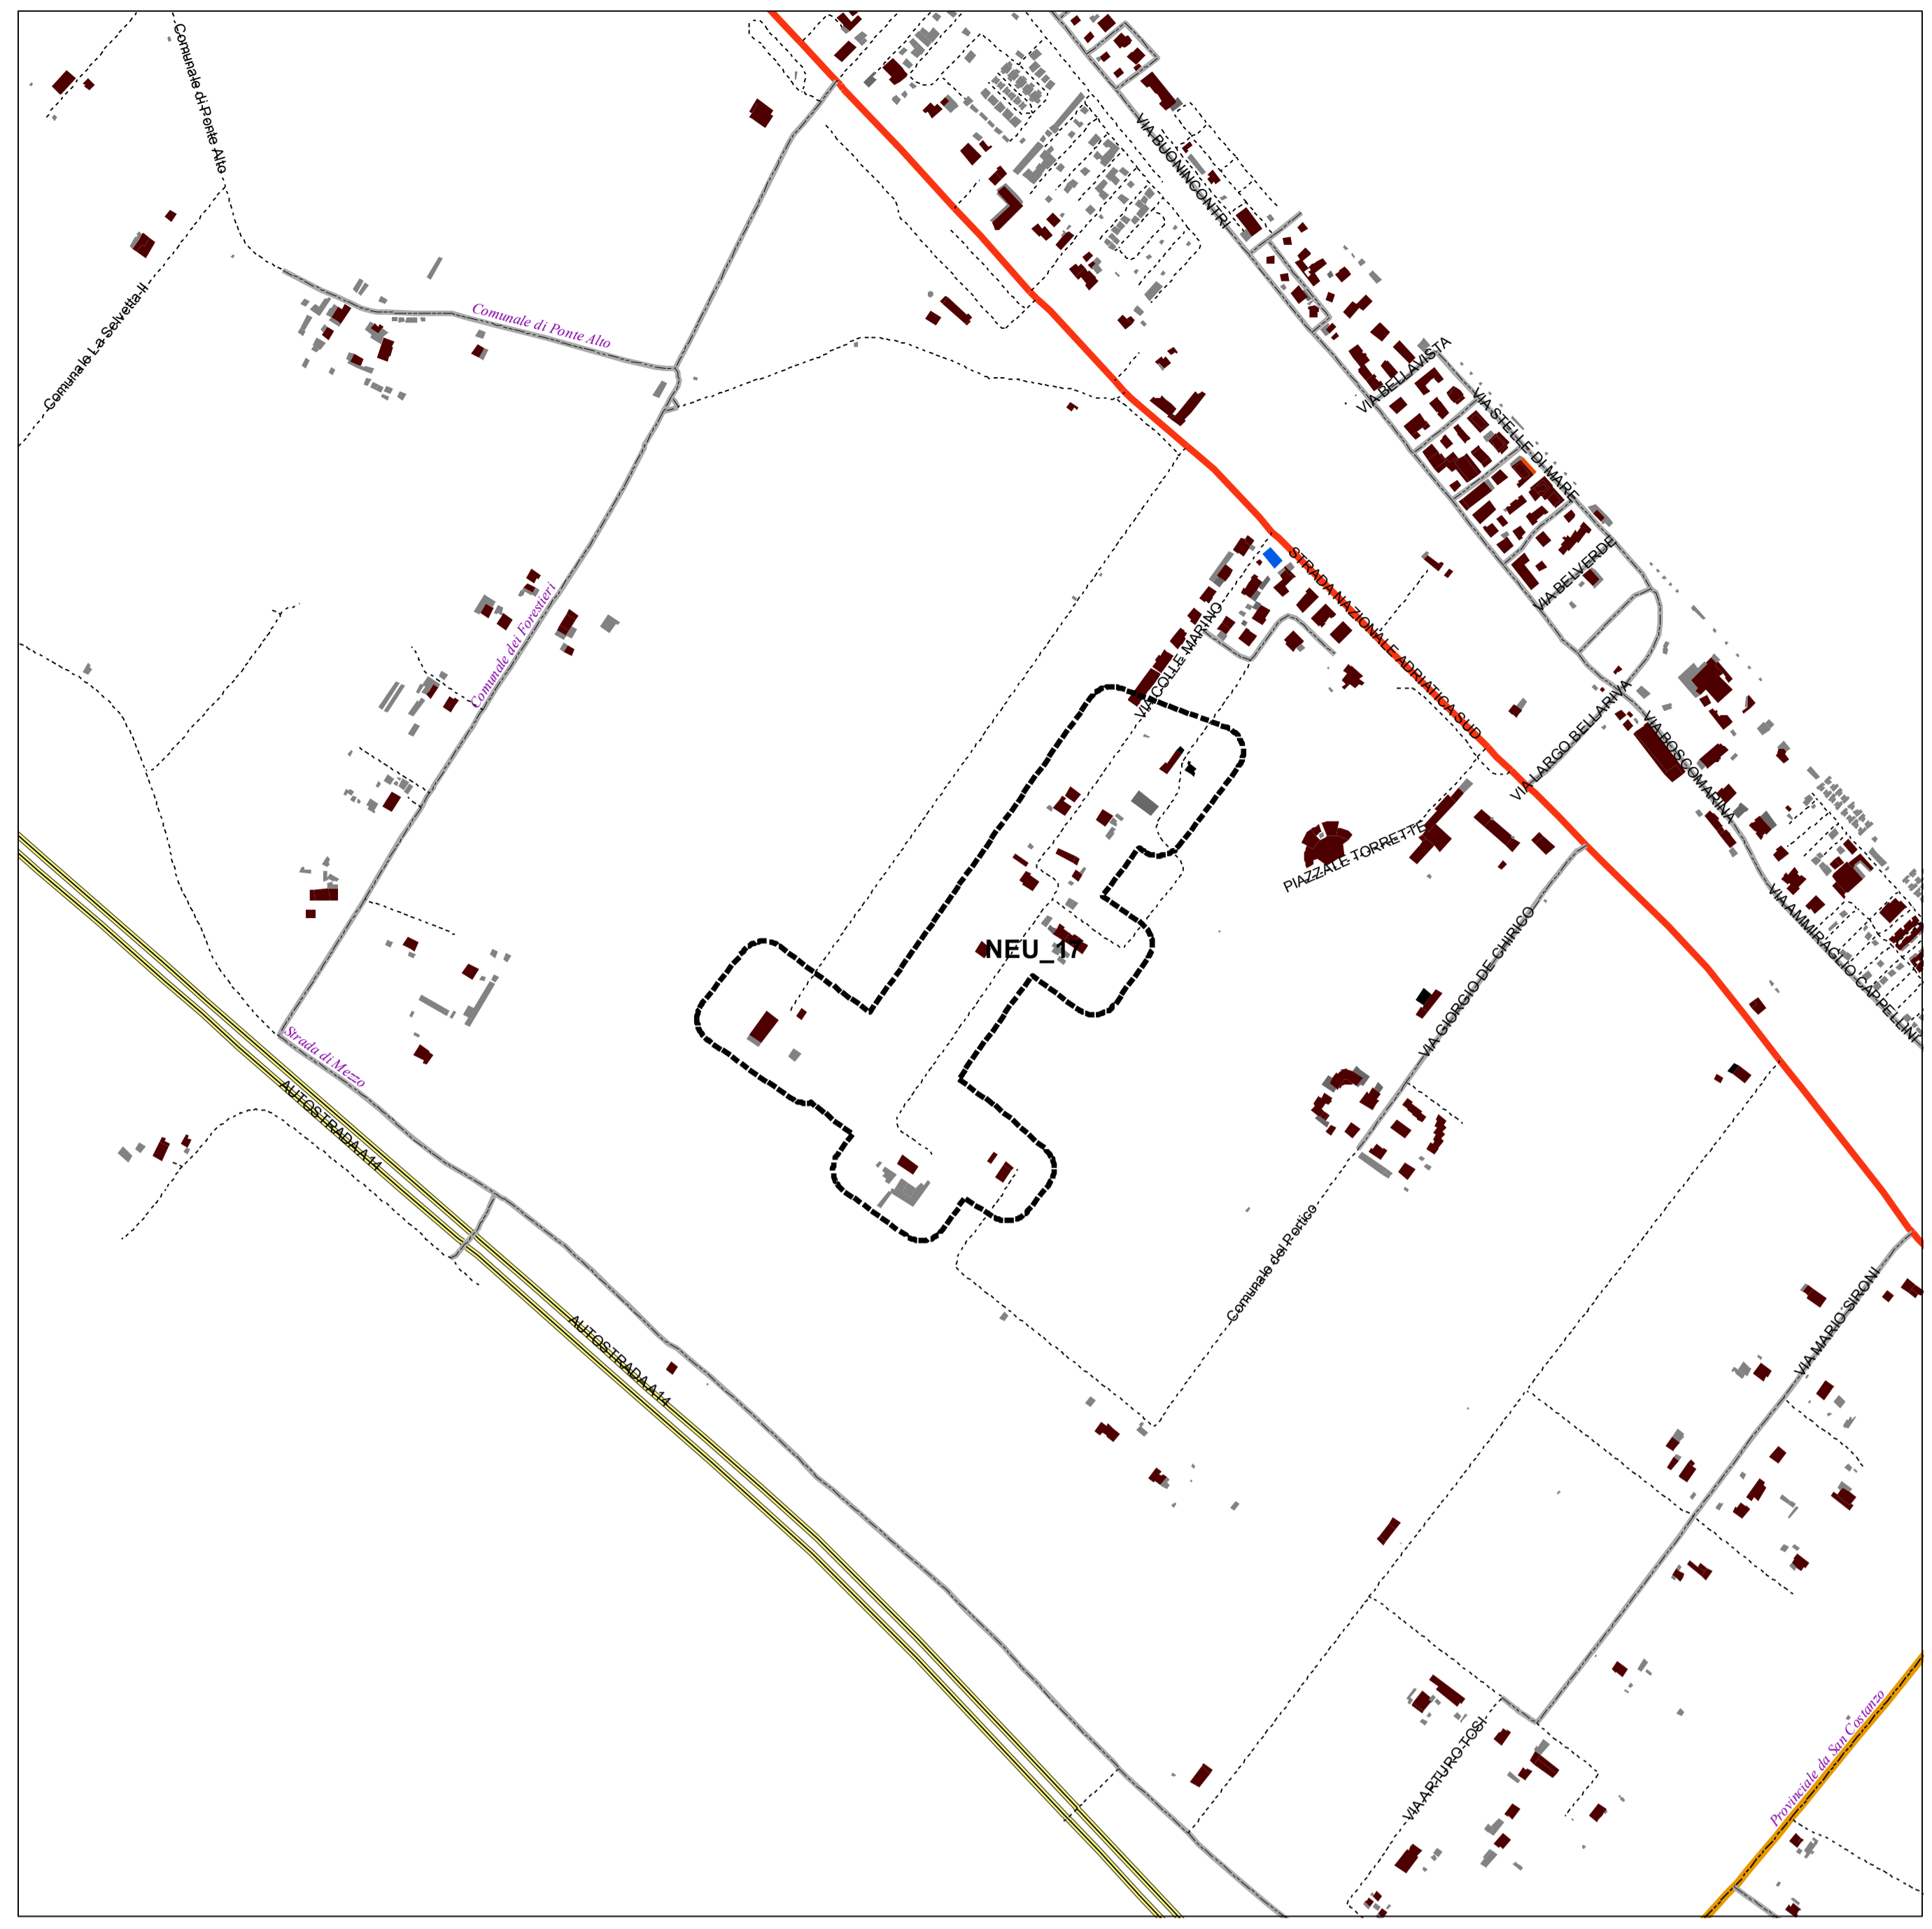 Comunale di Ponte Alto
VIA BUONINCONTRI
Comunale La Selvetta II
Comunale di Ponte Alto
VIA BELLAVISTA
VIA STELLE DI MARE
VIA BELVERDE
STRADA NAZIONALE ADRIATICA SUD
Comunale dei Forestieri
VIA COLLE MARINO
VIA LARGO BELLARIVA
VIA BOSCOMARINA
PIAZZALE TORRETTE
VIA AMMIRAGLIO CAPPELLINI
NEU_17
VIA GIORGIO DE CHIRICO
Strada di Mezzo
AUTOSTRADA A14
Comunale del Portico
VIA MARIO SIRONI
AUTOSTRADA A14
VIA ARTURO TOSI
Provinciale da San Costanzo